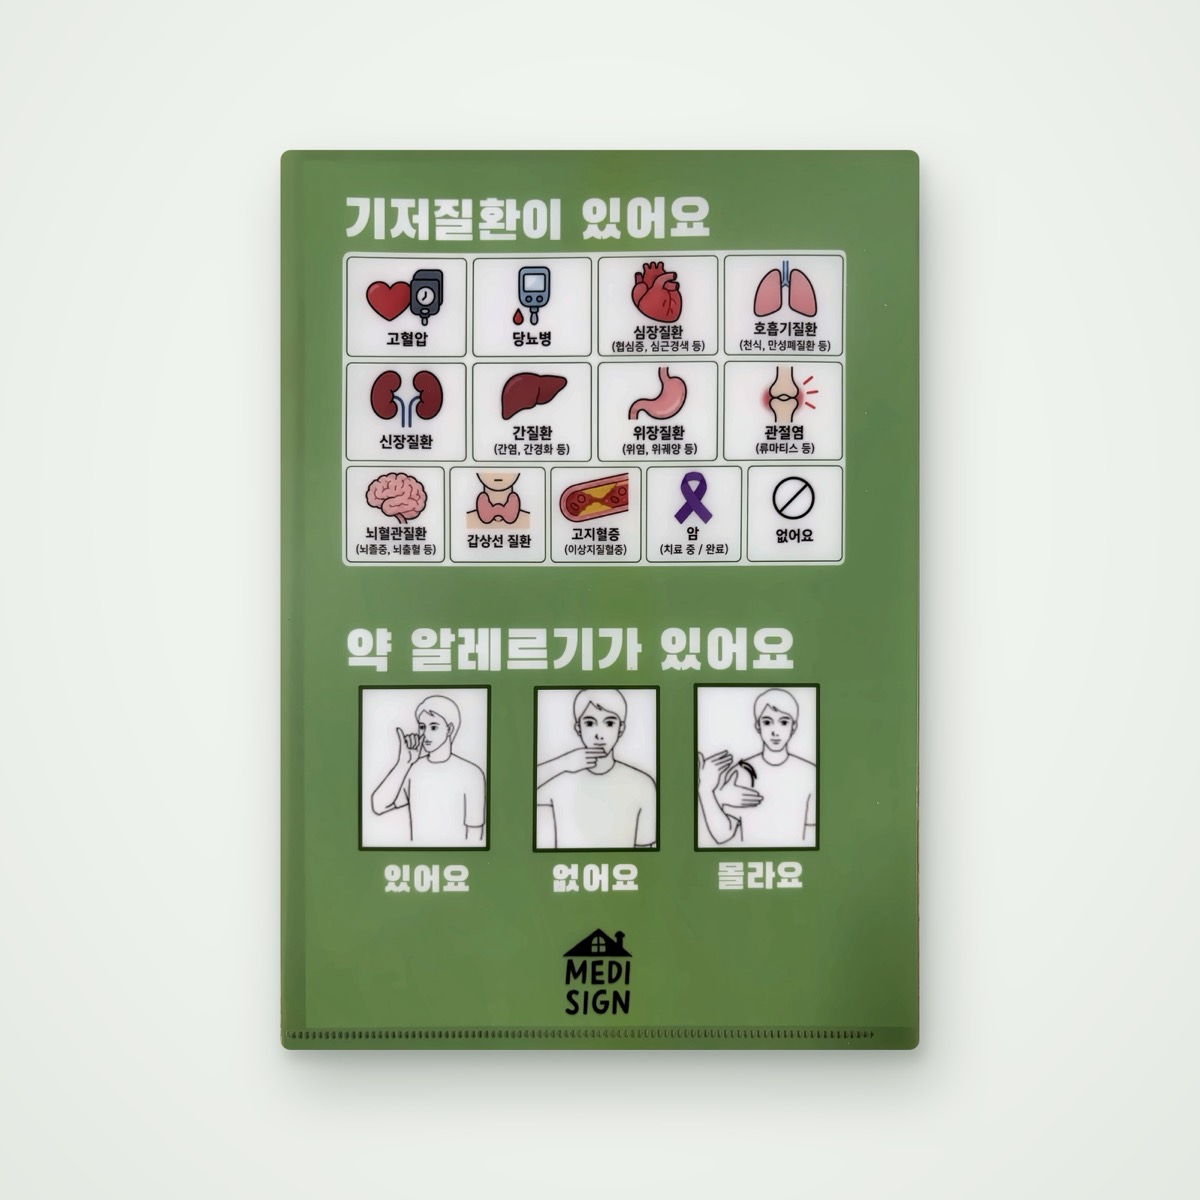 기저질환이 있어요
고혈압
당뇨병
심장질환
(협심증, 심근경색 등)
호흡기질환
(천식, 만성폐질환 등)
신장질환
간질환
(간염, 간경화 등)
위장질환
(위염, 위궤양 등)
관절염
(류마티스 등)
뇌혈관질환
(뇌졸중, 뇌출혈 등)
갑상선 질환
고지혈증
(이상지질혈증)
암
(치료 중 / 완료)
없어요
약 알레르기가 있어요
있어요
없어요
몰라요
MEDI
SIGN